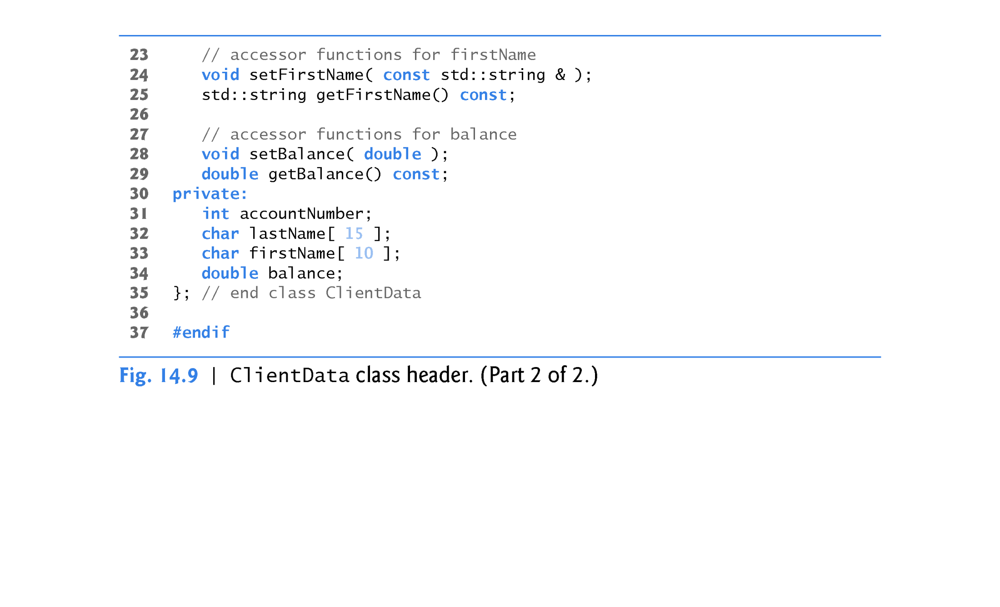 23 // accessor functions for firstName
24 void setFirstName( const std::string & );
25 std::string getFirstName() const;
26
27 // accessor functions for balance
28 void setBalance( double );
29 double getBalance() const;
30 private:
31 int accountNumber;
32 char lastName[ 15 ];
33 char firstName[ 10 ];
34 double balance;
35 }; // end class ClientData
36
37 #endif
Fig. 14.9 | ClientData class header. (Part 2 of 2.)